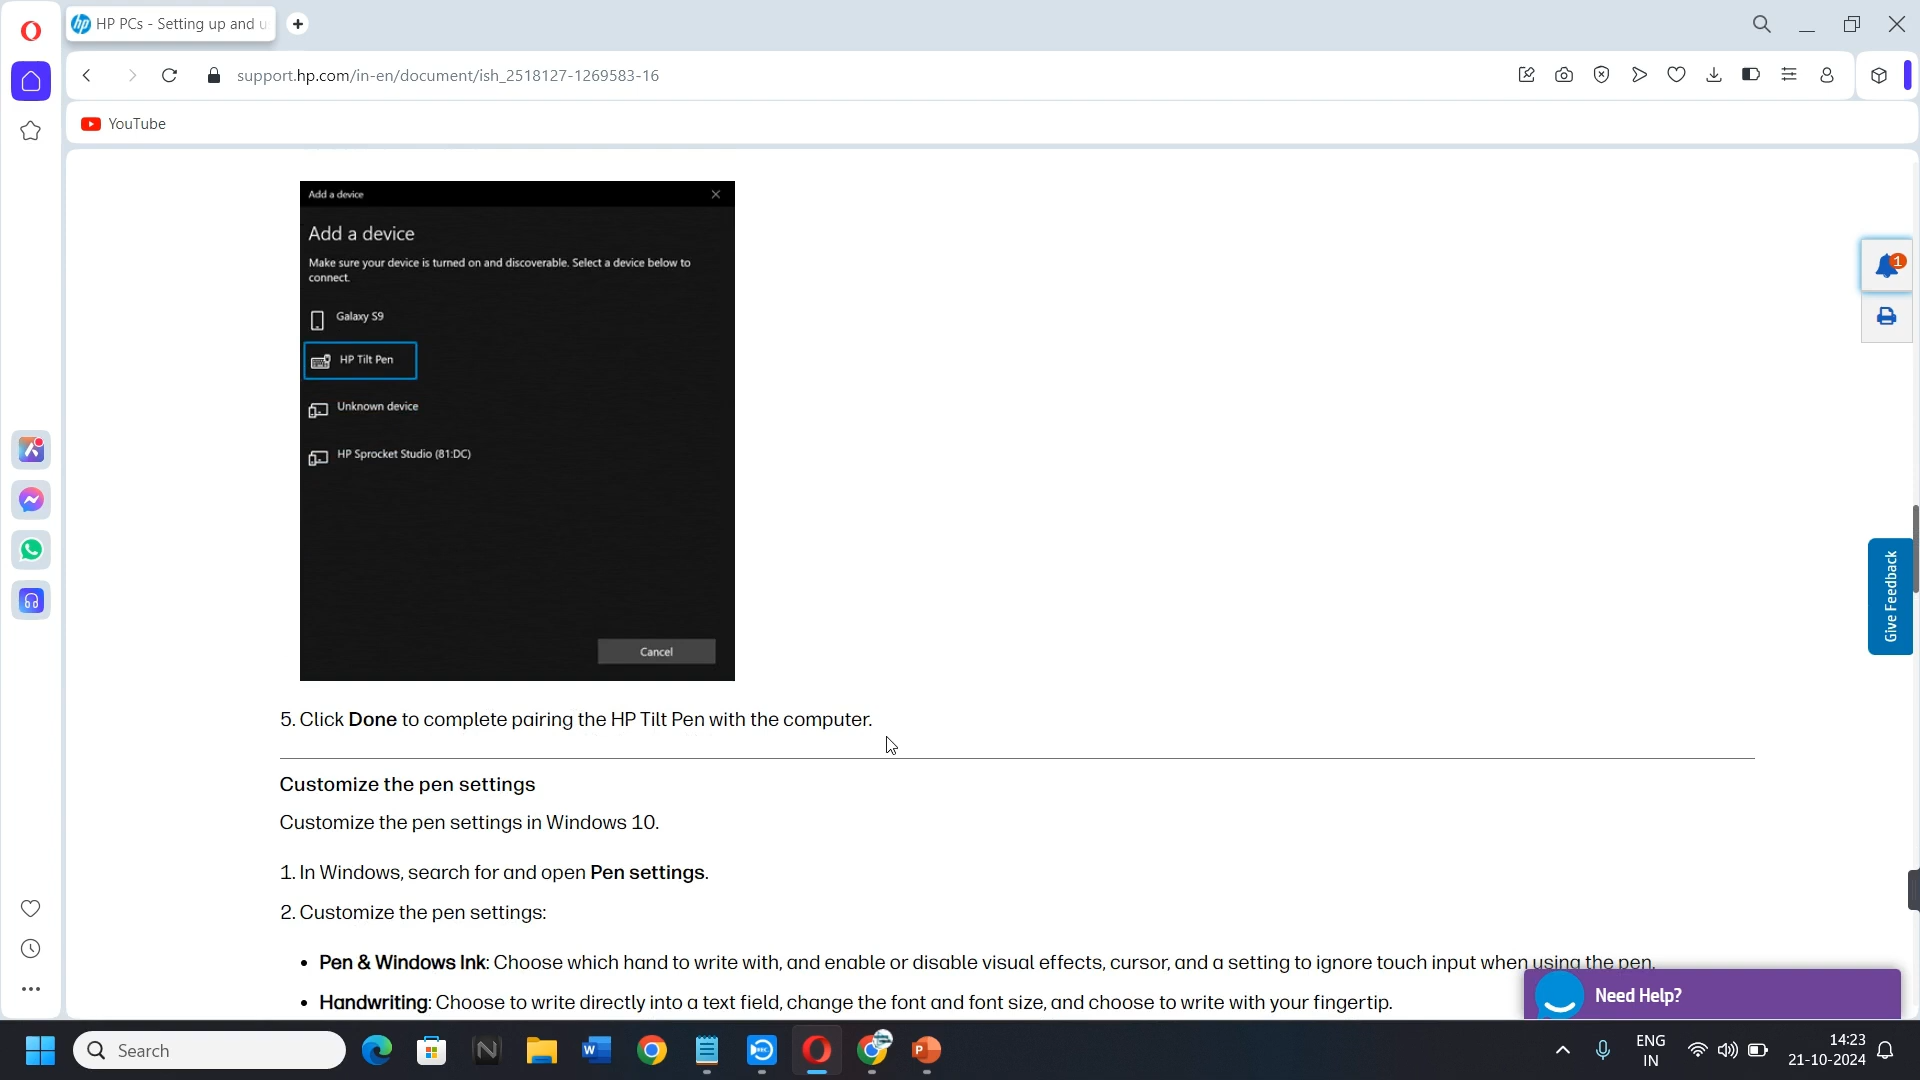 HP PCs - Setting up and u
support.hp.com/in-en/document/ish_2518127-1269583-16
YouTube
Add a device
Add a device
Make sure your device is turned on and discoverable. Select a device below to
connect.
Galaxy S9
HP Tilt Pen
Unknown device
HP Sprocket Studio (81:DC)
Cancel
1
Give Feedback
5. Click Done to complete pairing the HP Tilt Pen with the computer.
Customize the pen settings
Customize the pen settings in Windows 10.
1. In Windows, search for and open Pen settings.
2. Customize the pen settings:
• Pen & Windows Ink: Choose which hand to write with, and enable or disable visual effects, cursor, and a setting to ignore touch input when using the pen.
• Handwriting: Choose to write directly into a text field, change the font and font size, and choose to write with your fingertip.
Need Help?
Search
ENG
IN
14:23
21-10-2024